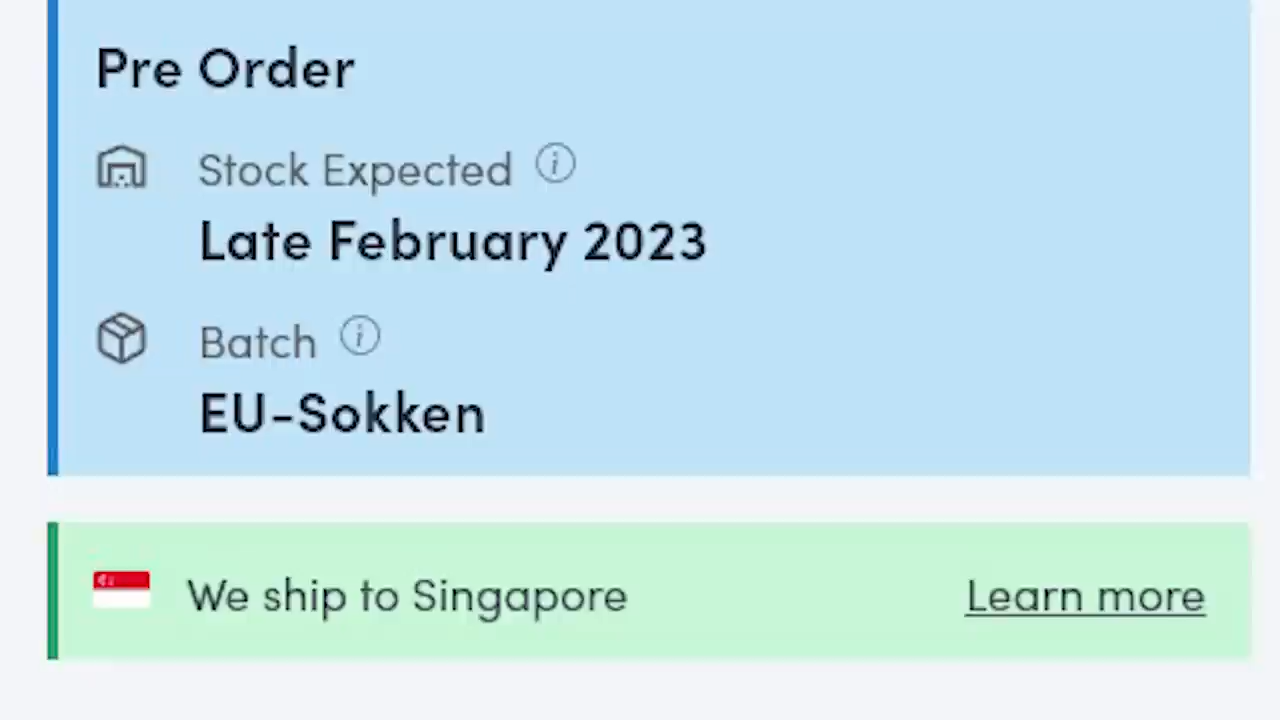 Pre Order
Stock Expected
Late February 2023
Batch
EU-Sokken
We ship to Singapore
Learn more